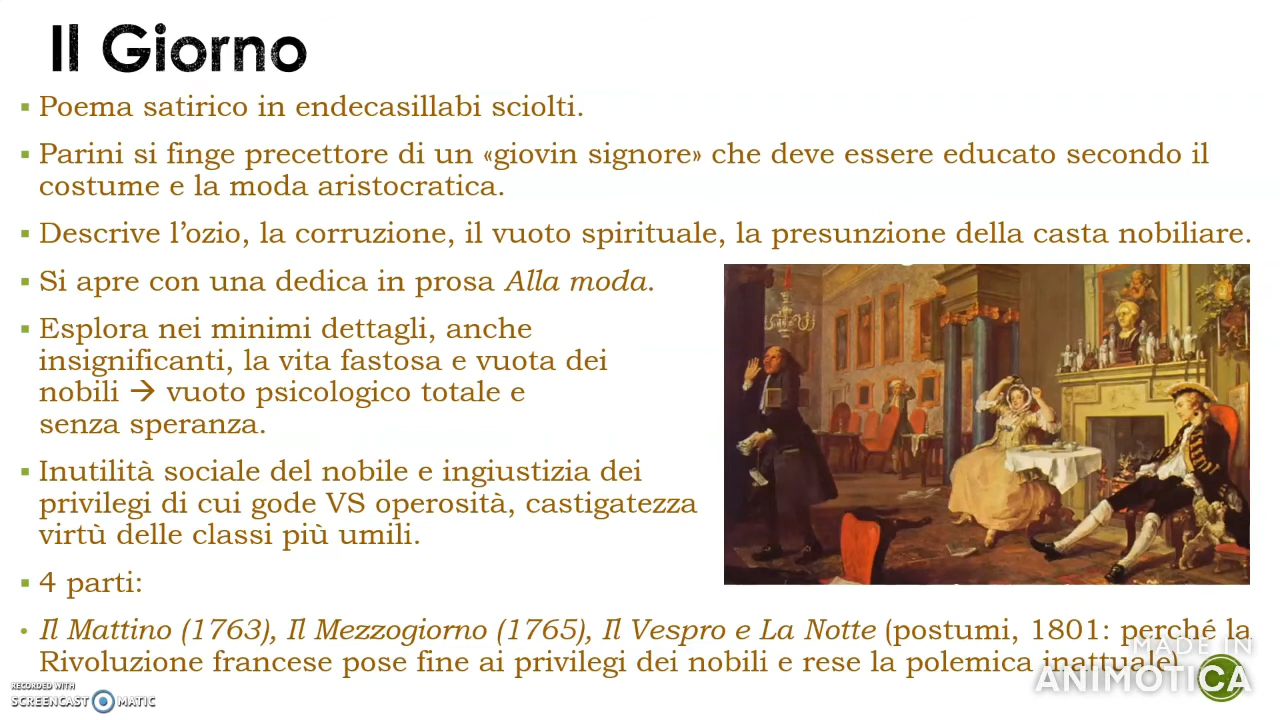 Il Giorno
▪ Poema satirico in endecasillabi sciolti.
▪ Parini si finge precettore di un «giovin signore» che deve essere educato secondo il
costume e la moda aristocratica.
▪ Descrive l’ozio, la corruzione, il vuoto spirituale, la presunzione della casta nobiliare.
▪ Si apre con una dedica in prosa Alla moda.
▪ Esplora nei minimi dettagli, anche
insignificanti, la vita fastosa e vuota dei
nobili → vuoto psicologico totale e
senza speranza.
▪ Inutilità sociale del nobile e ingiustizia dei
privilegi di cui gode VS operosità, castigatezza
virtù delle classi più umili.
▪ 4 parti:
• Il Mattino (1763), Il Mezzogiorno (1765), Il Vespro e La Notte (postumi, 1801: perché la
Rivoluzione francese pose fine ai privilegi dei nobili e rese la polemica inattuale)
MADE IN
ANIMOTICA
RECORDED WITH
SCREENCAST MATIC